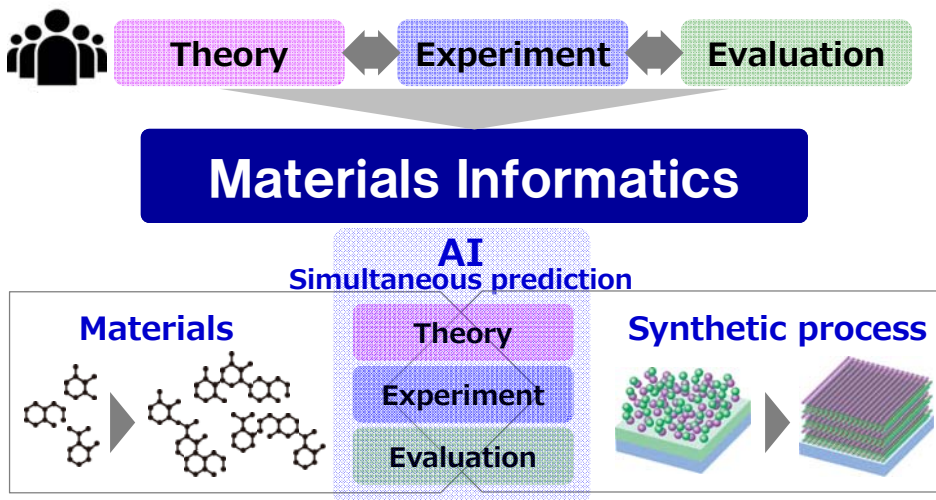 Theory
Experiment
Evaluation
Materials Informatics
AI
Simultaneous prediction
Materials
Theory
Experiment
Evaluation
Synthetic process